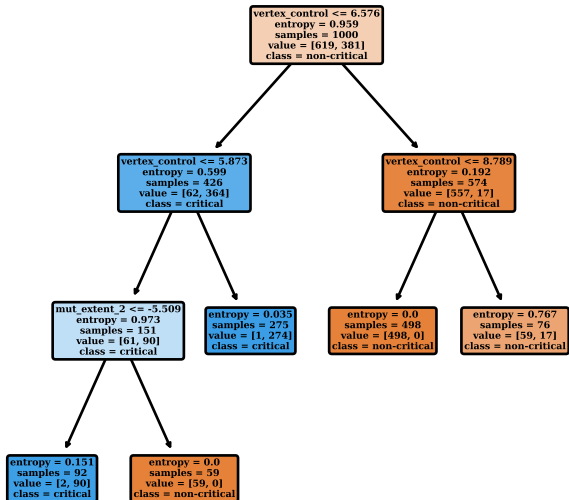 vertex_control <= 6.576
entropy = 0.959
samples = 1000
value = [619, 381]
class = non-critical
vertex_control <= 5.873
entropy = 0.599
samples = 426
value = [62, 364]
class = critical
vertex_control <= 8.789
entropy = 0.192
samples = 574
value = [557, 17]
class = non-critical
mut_extent_2 <= -5.509
entropy = 0.973
samples = 151
value = [61, 90]
class = critical
entropy = 0.035
samples = 275
value = [1, 274]
class = critical
entropy = 0.0
samples = 498
value = [498, 0]
class = non-critical
entropy = 0.767
samples = 76
value = [59, 17]
class = non-critical
entropy = 0.151
samples = 92
value = [2, 90]
class = critical
entropy = 0.0
samples = 59
value = [59, 0]
class = non-critical